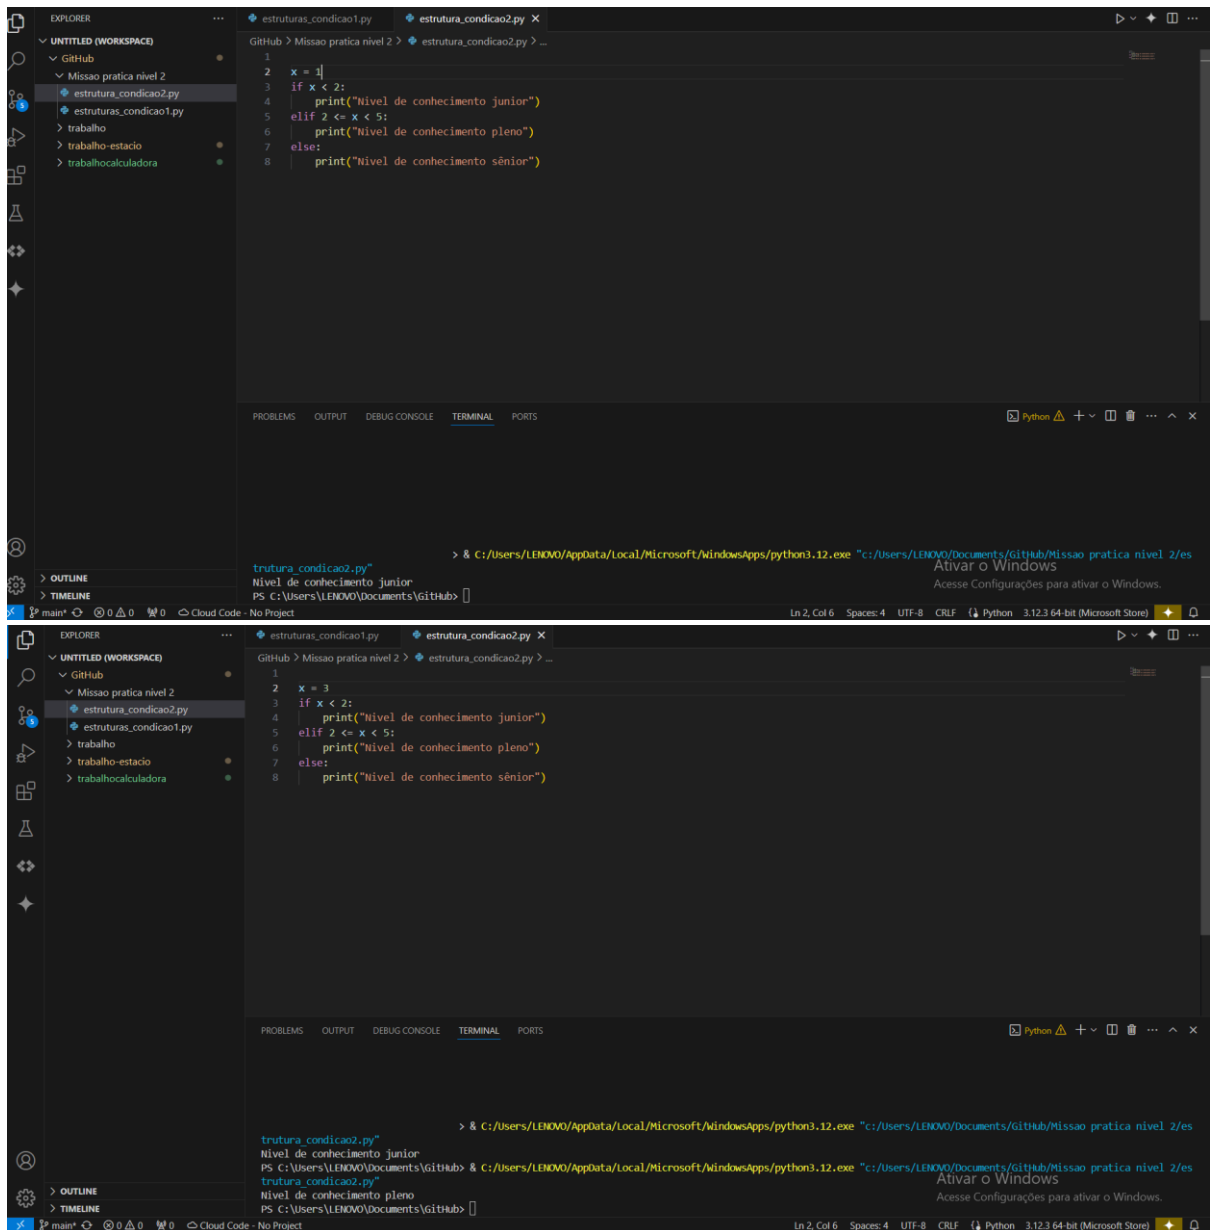 EXPLORER ···
estruturas_condicao1.py estrutura_condicao2.py
UNTITLED (WORKSPACE)
GitHub > Missao pratica nivel 2 > estrutura_condicao2.py > ...
GitHub
Missao pratica nivel 2
estrutura_condicao2.py
estruturas_condicao1.py
trabalho
trabalho-estacio
trabalhocalculadora
1
2 x = 1
3 if x < 2:
4 print("Nivel de conhecimento junior")
5 elif 2 <= x < 5:
6 print("Nivel de conhecimento pleno")
7 else:
8 print("Nivel de conhecimento sênior")
PROBLEMS OUTPUT DEBUG CONSOLE TERMINAL PORTS
Python
> & C:/Users/LENOVO/AppData/Local/Microsoft/WindowsApps/python3.12.exe "c:/Users/LENOVO/Documents/GitHub/Missao pratica nivel 2/es
trutura_condicao2.py"
Nivel de conhecimento junior
PS C:\Users\LENOVO\Documents\GitHub>
Ativar o Windows
Acesse Configurações para ativar o Windows.
OUTLINE
TIMELINE
main* 0 0 0 Cloud Code - No Project Ln 2, Col 6 Spaces: 4 UTF-8 CRLF Python 3.12.3 64-bit (Microsoft Store)
EXPLORER ···
estruturas_condicao1.py estrutura_condicao2.py
UNTITLED (WORKSPACE)
GitHub > Missao pratica nivel 2 > estrutura_condicao2.py > ...
GitHub
Missao pratica nivel 2
estrutura_condicao2.py
estruturas_condicao1.py
trabalho
trabalho-estacio
trabalhocalculadora
1
2 x = 3
3 if x < 2:
4 print("Nivel de conhecimento junior")
5 elif 2 <= x < 5:
6 print("Nivel de conhecimento pleno")
7 else:
8 print("Nivel de conhecimento sênior")
PROBLEMS OUTPUT DEBUG CONSOLE TERMINAL PORTS
Python
> & C:/Users/LENOVO/AppData/Local/Microsoft/WindowsApps/python3.12.exe "c:/Users/LENOVO/Documents/GitHub/Missao pratica nivel 2/es
trutura_condicao2.py"
Nivel de conhecimento junior
PS C:\Users\LENOVO\Documents\GitHub> & C:/Users/LENOVO/AppData/Local/Microsoft/WindowsApps/python3.12.exe "c:/Users/LENOVO/Documents/GitHub/Missao pratica nivel 2/es
trutura_condicao2.py"
Nivel de conhecimento pleno
PS C:\Users\LENOVO\Documents\GitHub>
Ativar o Windows
Acesse Configurações para ativar o Windows.
OUTLINE
TIMELINE
main* 0 0 0 Cloud Code - No Project Ln 2, Col 6 Spaces: 4 UTF-8 CRLF Python 3.12.3 64-bit (Microsoft Store)